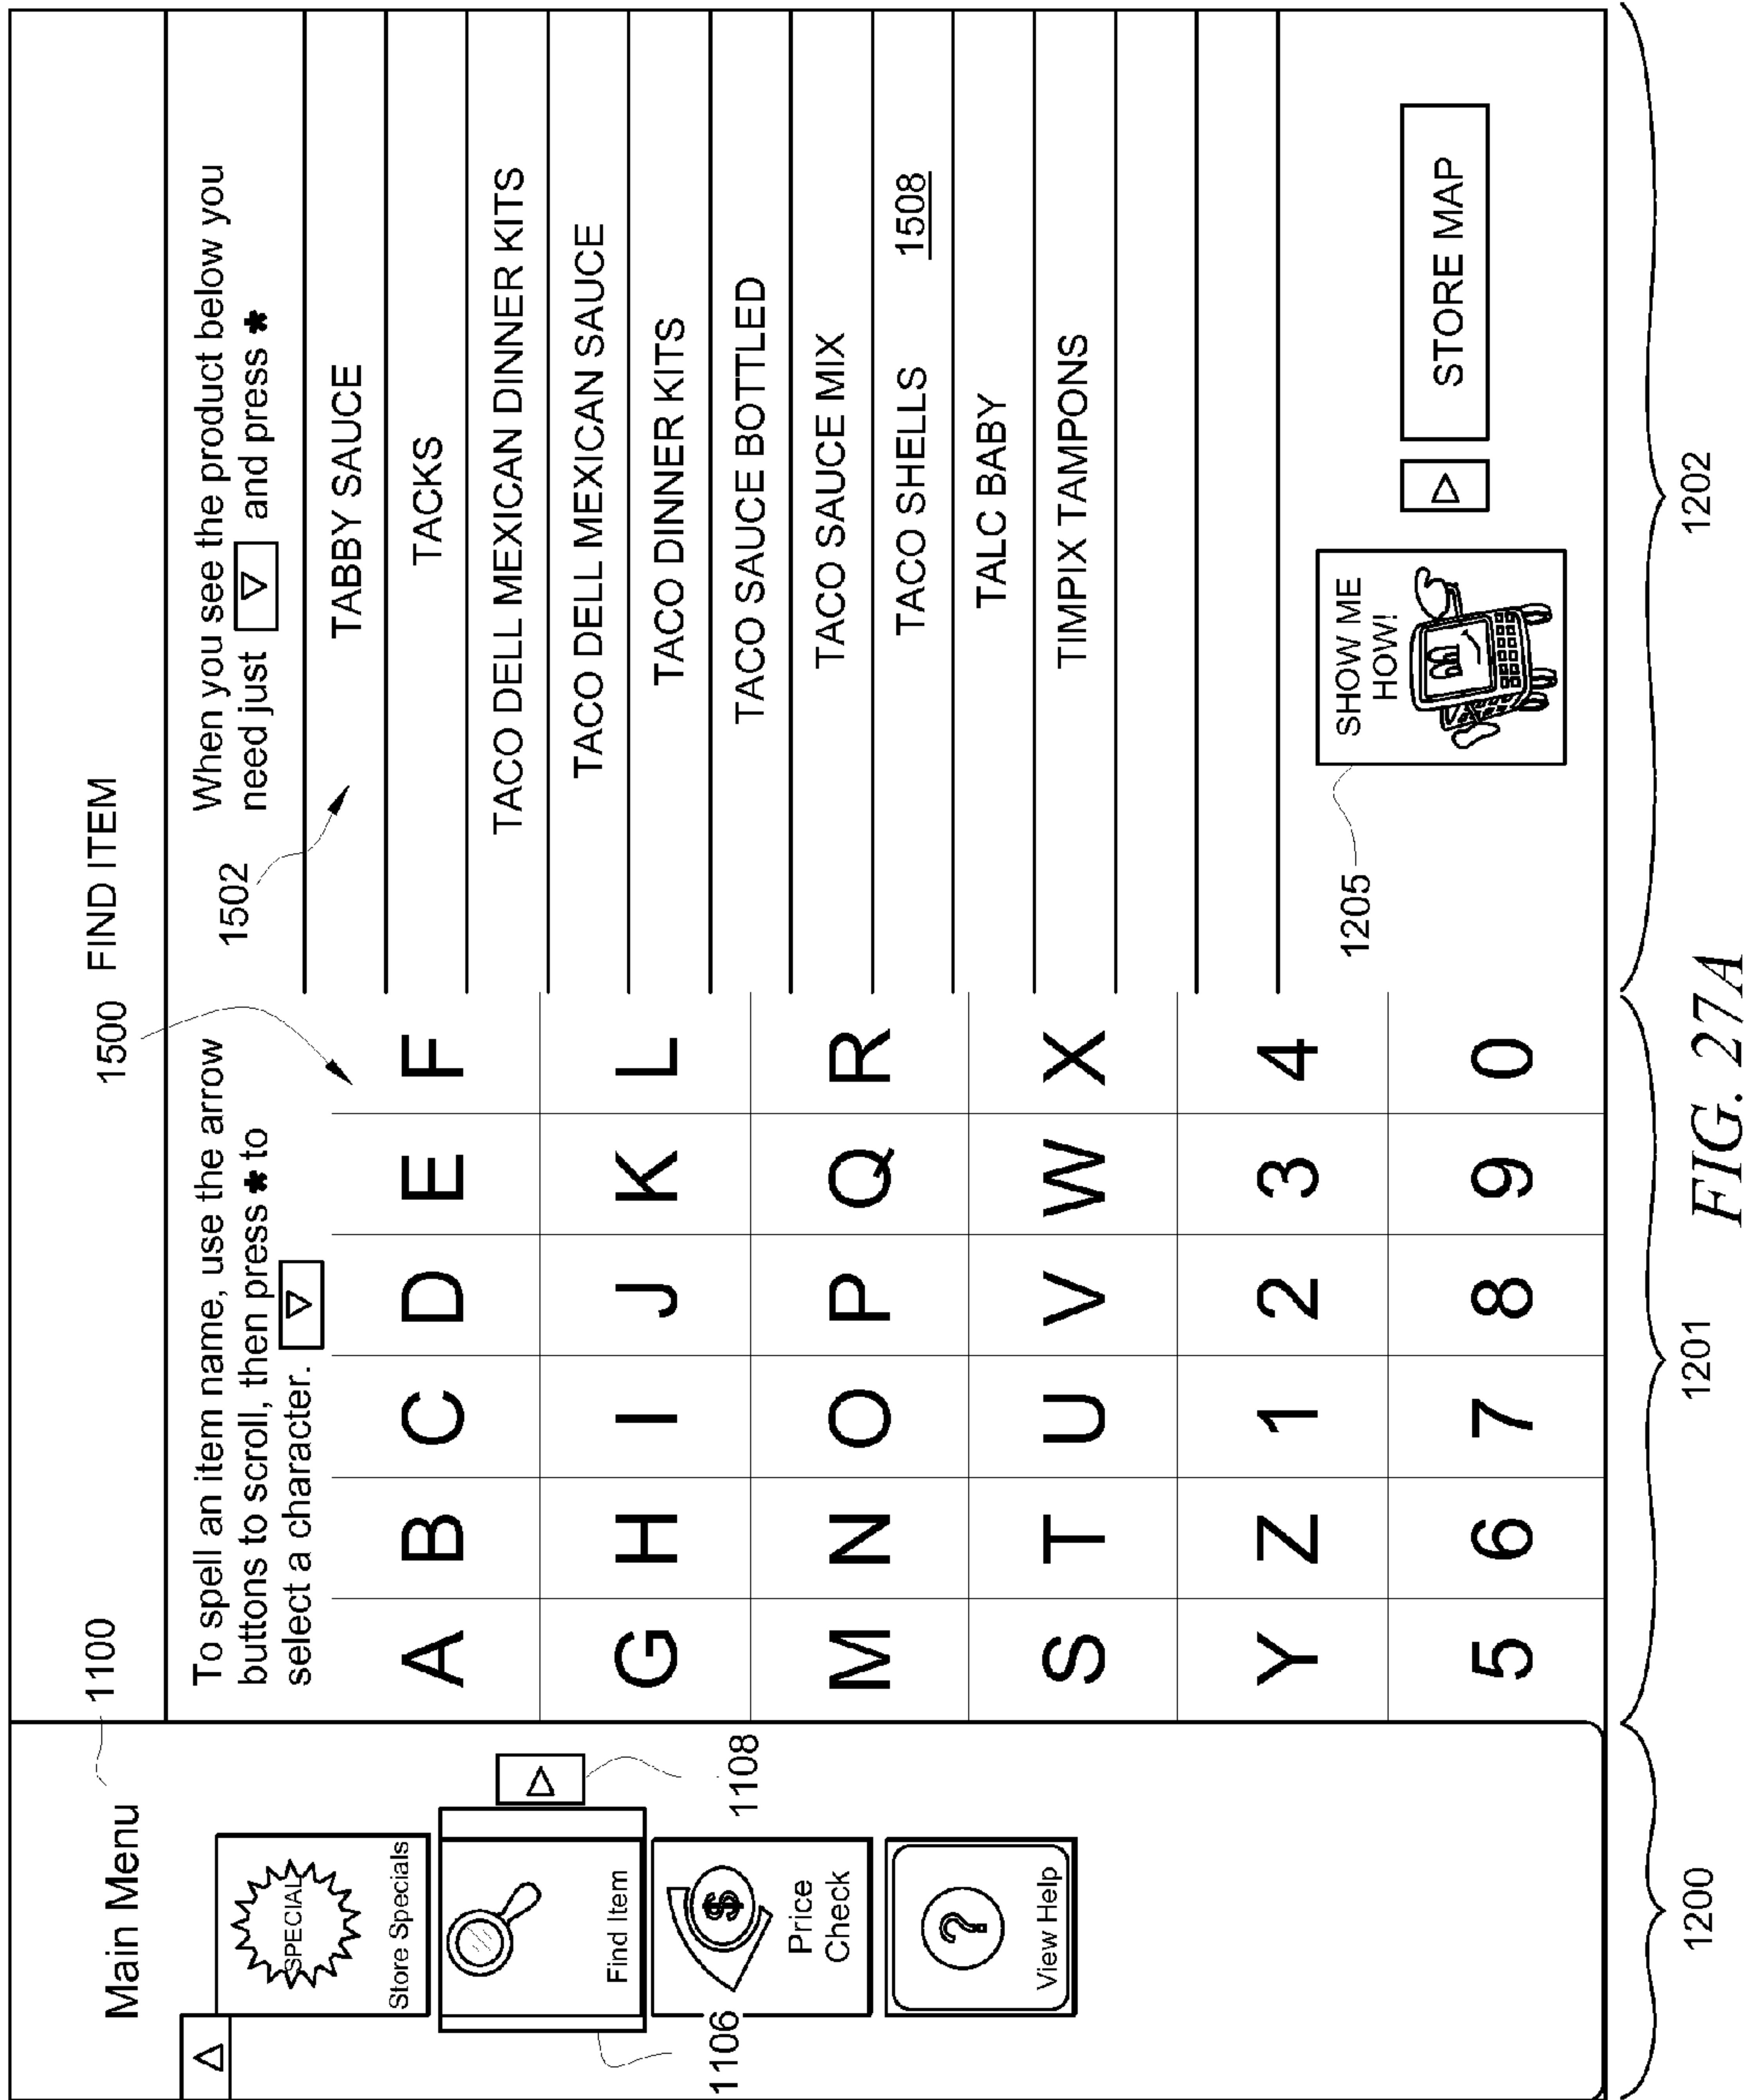 1100
1500 FIND ITEM
Main Menu
SPECIAL
Store Specials
Find Item
1108
1106
Price
Check
$
?
View Help
To spell an item name, use the arrow
buttons to scroll, then press * to
select a character.
A B C D E F
G H I J K L
M N O P Q R
S T U V W X
Y Z 1 2 3 4
5 6 7 8 9 0
When you see the product below you
need just and press *
1502
TABBY SAUCE
TACKS
TACO DELL MEXICAN DINNER KITS
TACO DELL MEXICAN SAUCE
TACO DINNER KITS
TACO SAUCE BOTTLED
TACO SAUCE MIX
TACO SHELLS 1508
TALC BABY
TIMPIX TAMPONS
1205
SHOW ME
HOW!
STORE MAP
1200
1201
1202
FIG. 27A